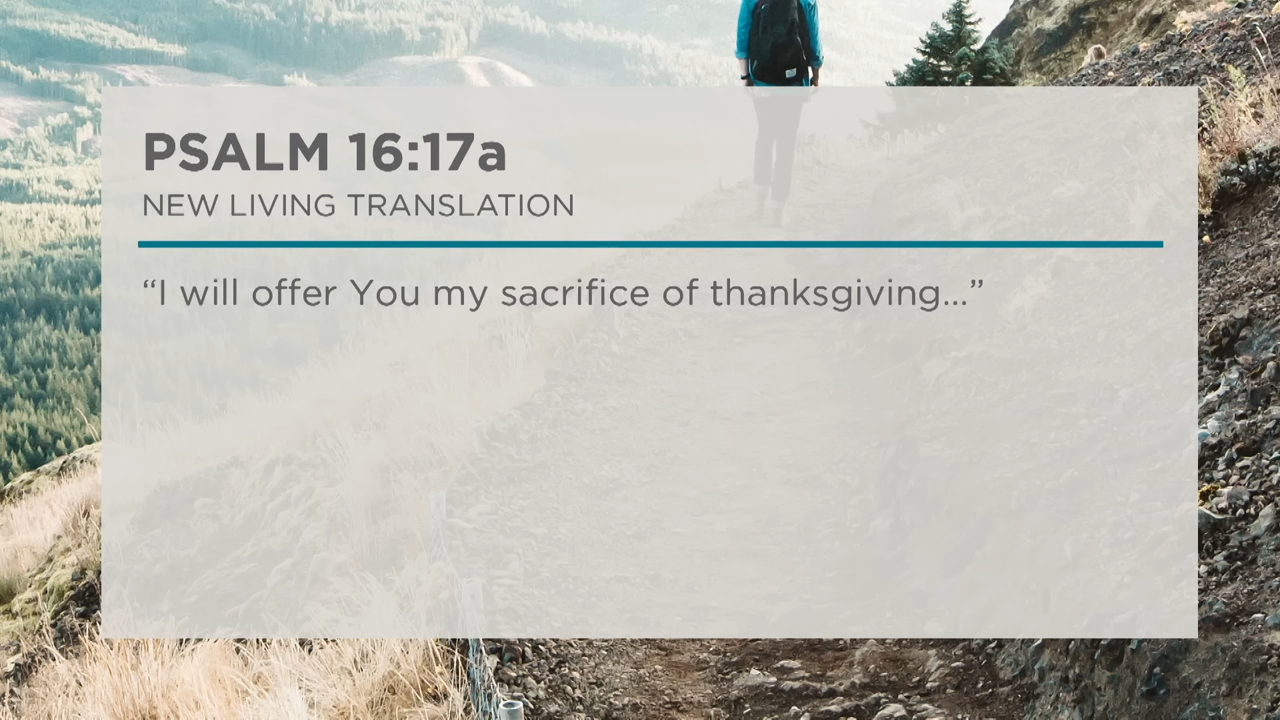 PSALM 16:17a
NEW LIVING TRANSLATION
“I will offer You my sacrifice of thanksgiving...”